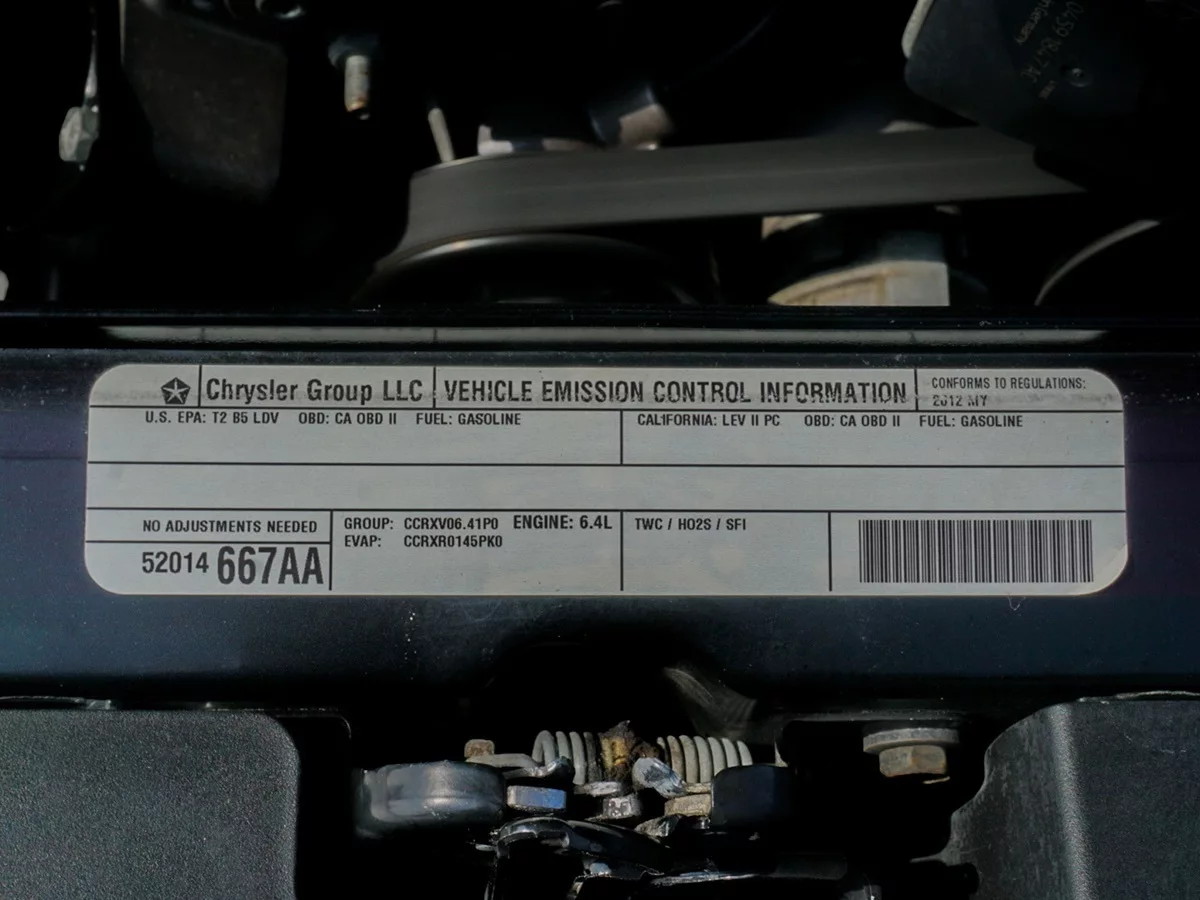 Chrysler Group LLC
VEHICLE EMISSION CONTROL INFORMATION
CONFORMS TO REGULATIONS:
2012 MY
U.S. EPA: T2 B5 LDV OBD: CA OBD II FUEL: GASOLINE
CALIFORNIA: LEV II PC OBD: CA OBD II FUEL: GASOLINE
NO ADJUSTMENTS NEEDED
52014 667AA
GROUP: CCRXV06.41P0 ENGINE: 6.4L
EVAP: CCRXR0145PK0
TWC / HO2S / SFI